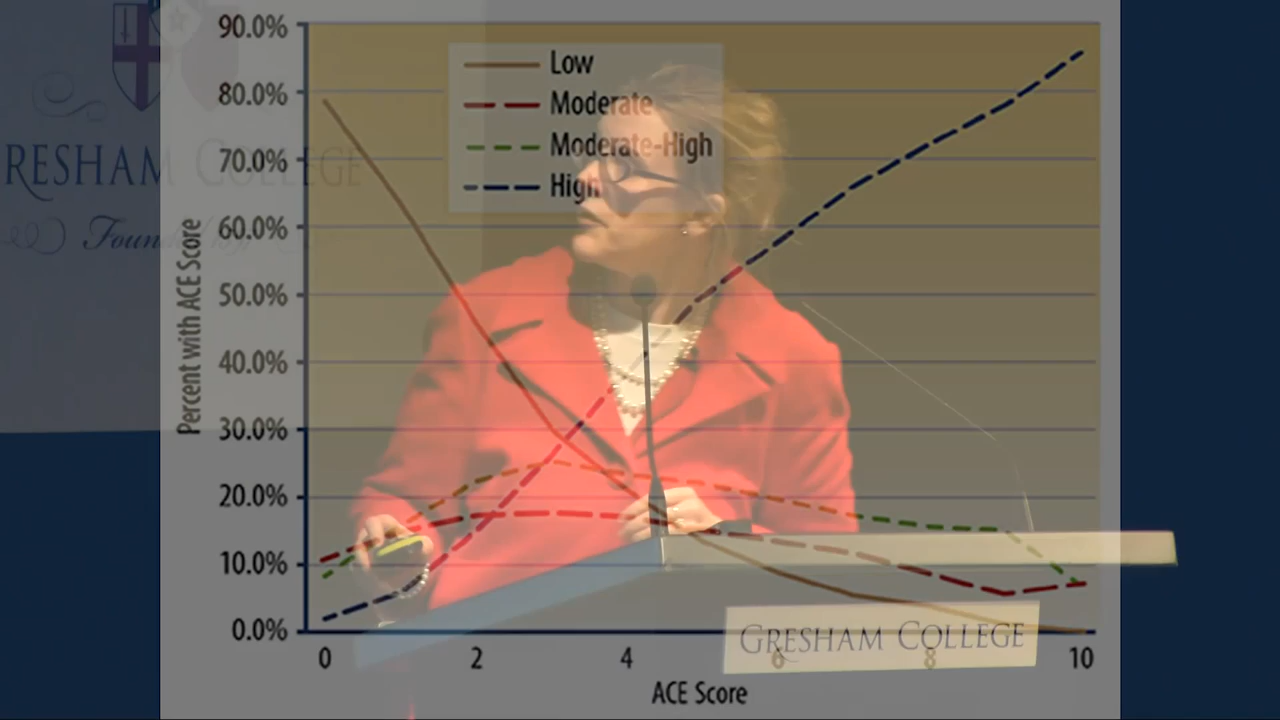 RESHAM COLLEGE
Found
90.0%
80.0%
70.0%
60.0%
50.0%
40.0%
30.0%
20.0%
10.0%
0.0%
Percent with ACE Score
Low
Moderate
Moderate-High
High
GRESHAM COLLEGE
0 2 4 6 8 10
ACE Score